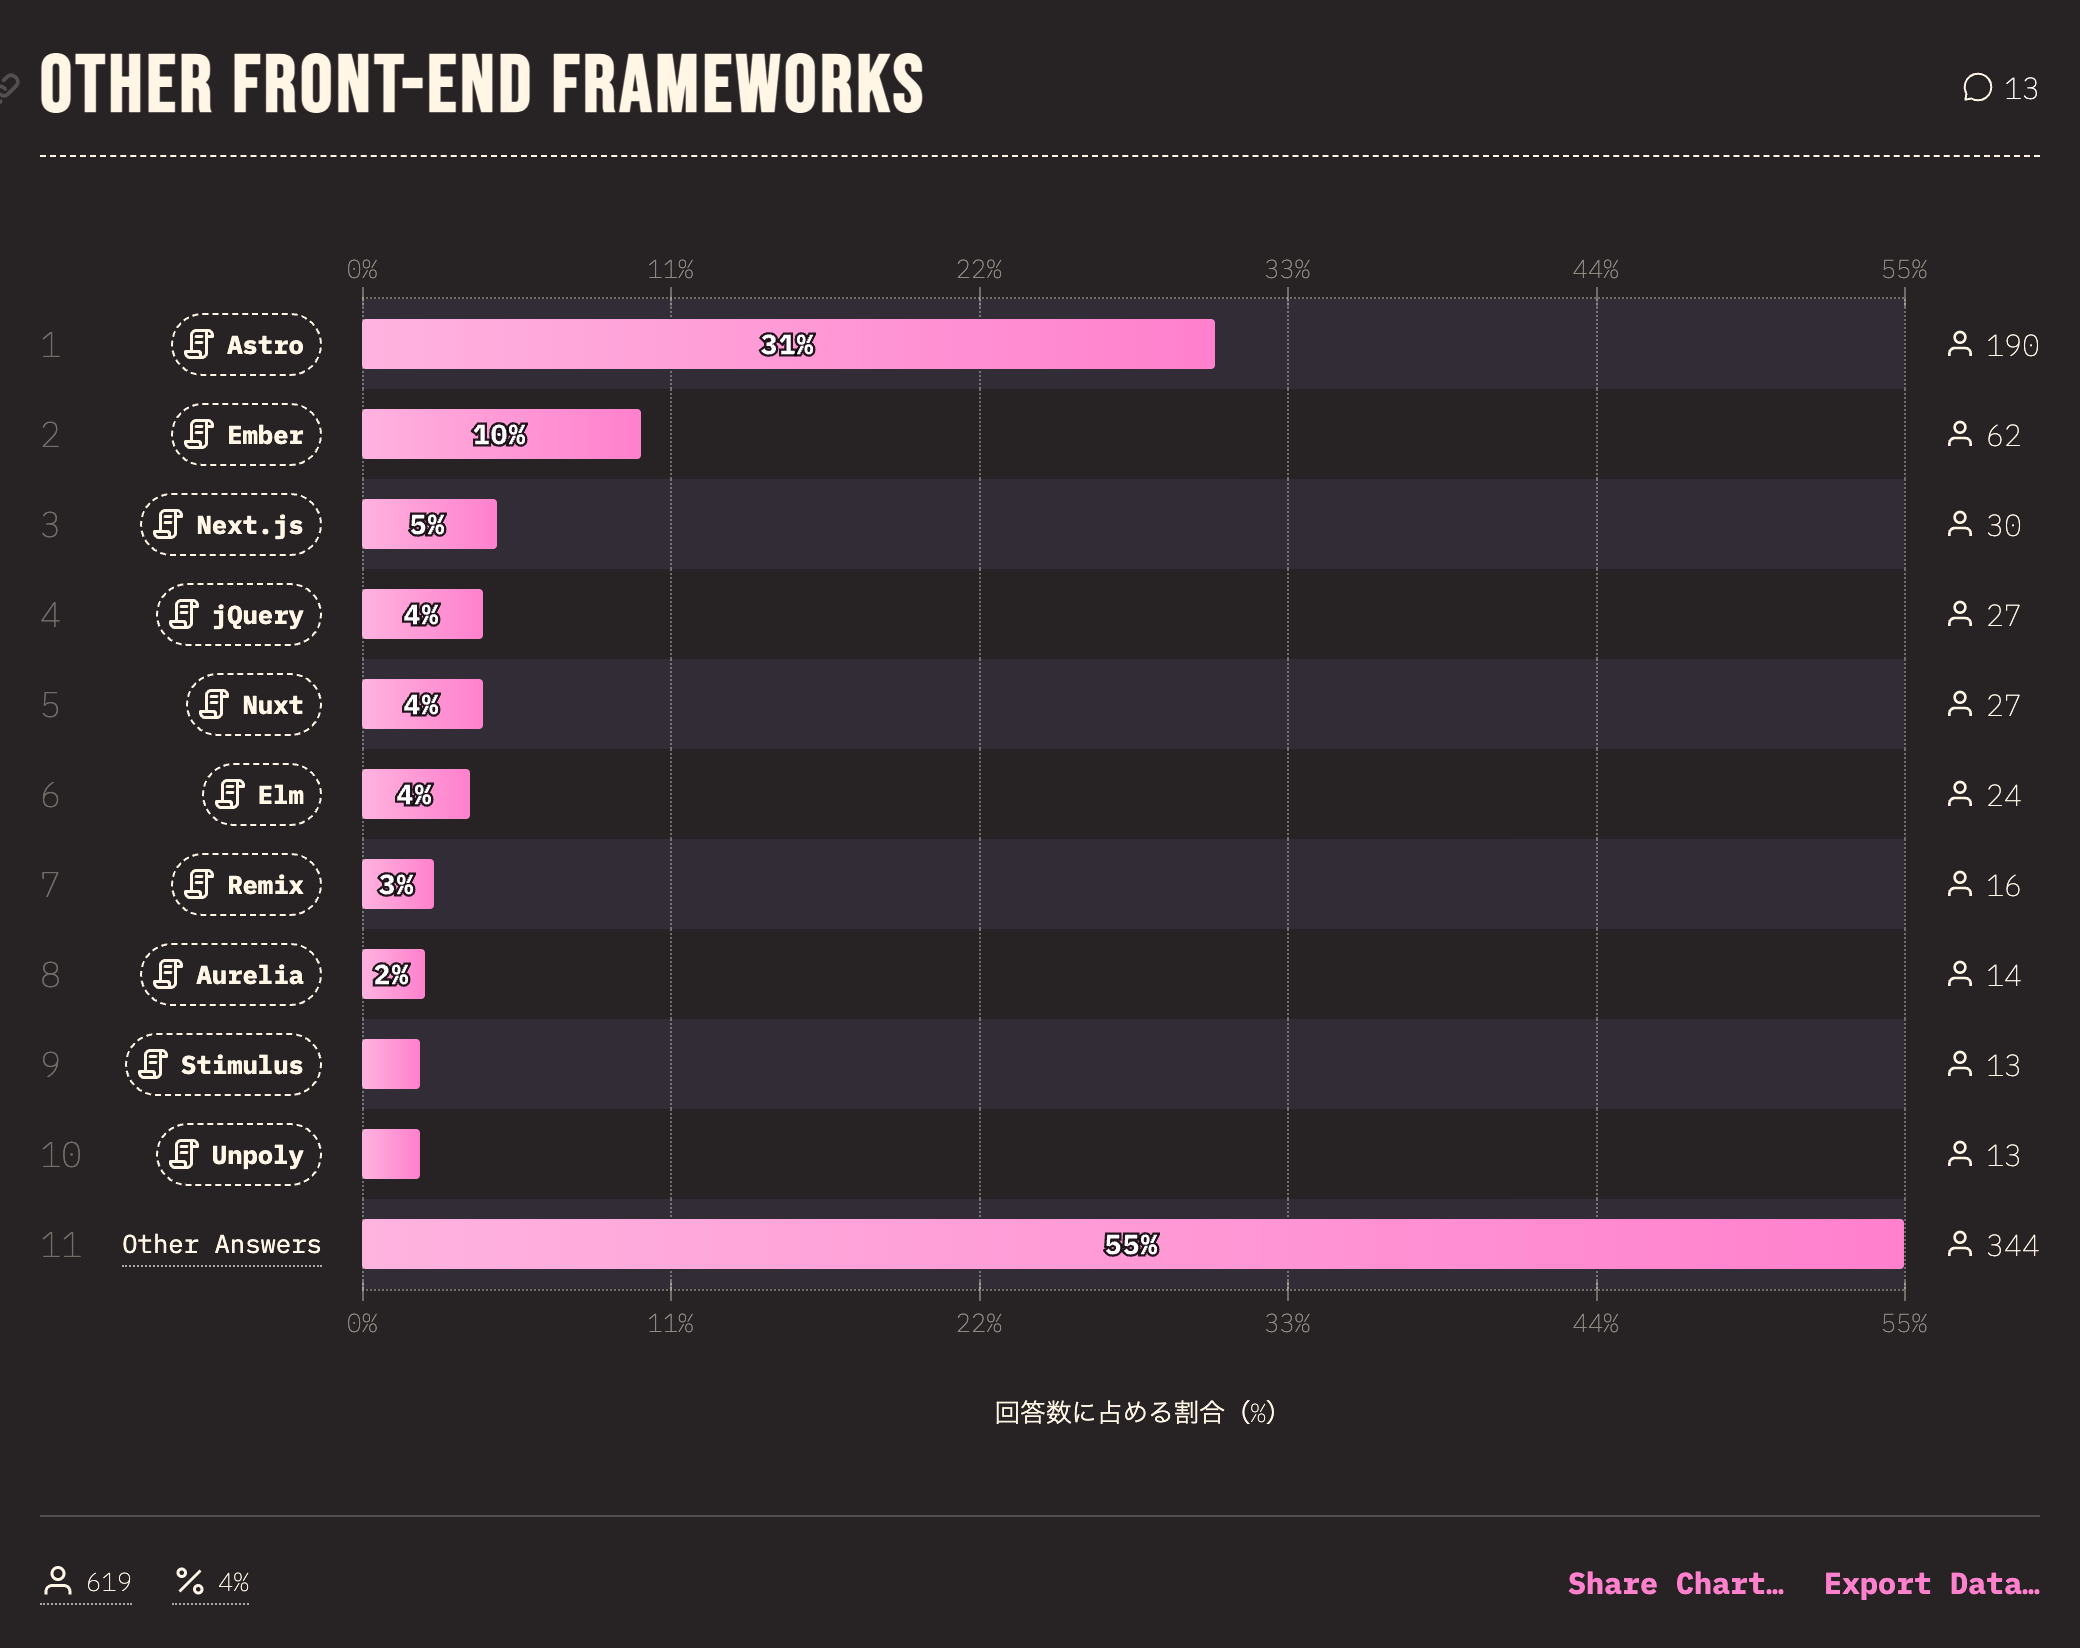 OTHER FRONT-END FRAMEWORKS
13
0% 11% 22% 33% 44% 55%
1 Astro 31% 190
2 Ember 10% 62
3 Next.js 5% 30
4 jQuery 4% 27
5 Nuxt 4% 27
6 Elm 4% 24
7 Remix 3% 16
8 Aurelia 2% 14
9 Stimulus 13
10 Unpoly 13
11 Other Answers 55% 344
0% 11% 22% 33% 44% 55%
回答数に占める割合 (%)
619 4% Share Chart… Export Data…